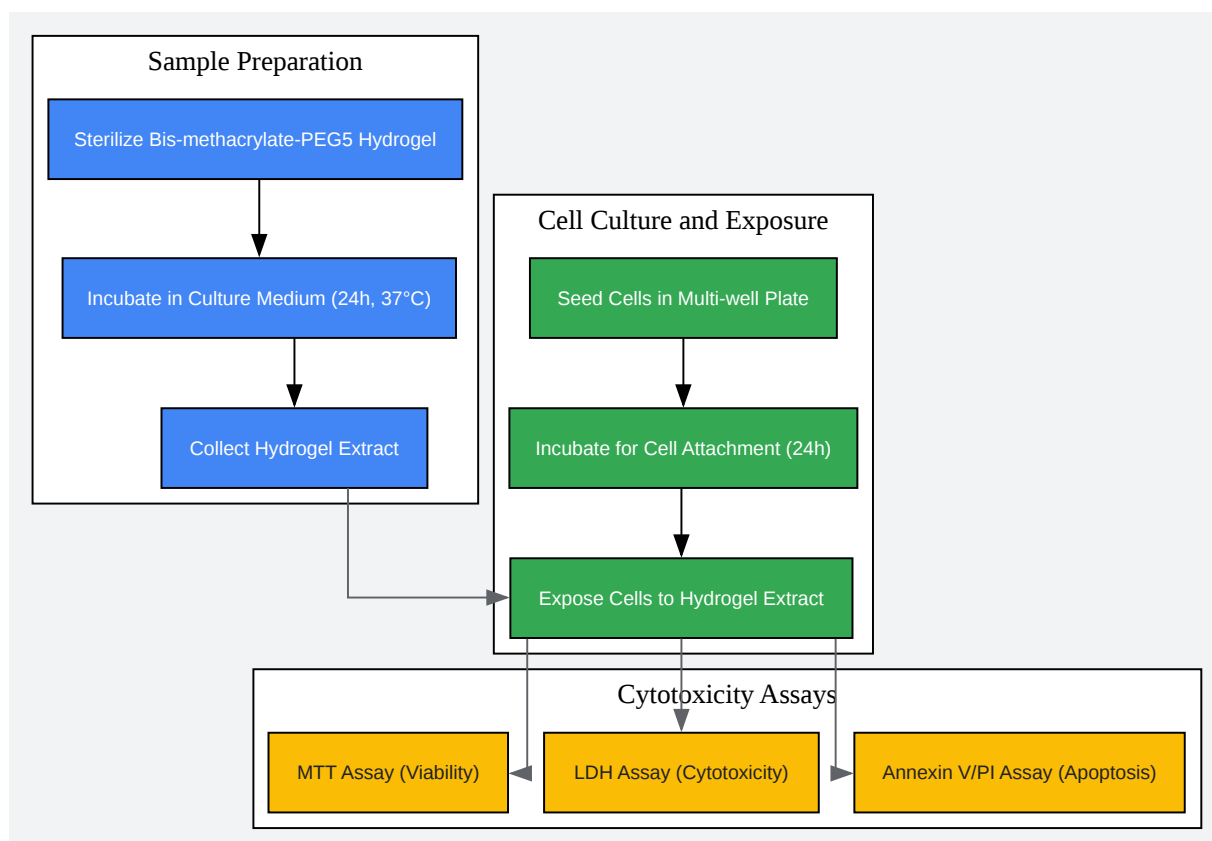 Sample Preparation
Sterilize Bis-methacrylate-PEG5 Hydrogel
Incubate in Culture Medium (24h, 37°C)
Collect Hydrogel Extract
Cell Culture and Exposure
Seed Cells in Multi-well Plate
Incubate for Cell Attachment (24h)
Expose Cells to Hydrogel Extract
Cytotoxicity Assays
MTT Assay (Viability)
LDH Assay (Cytotoxicity)
Annexin V/PI Assay (Apoptosis)